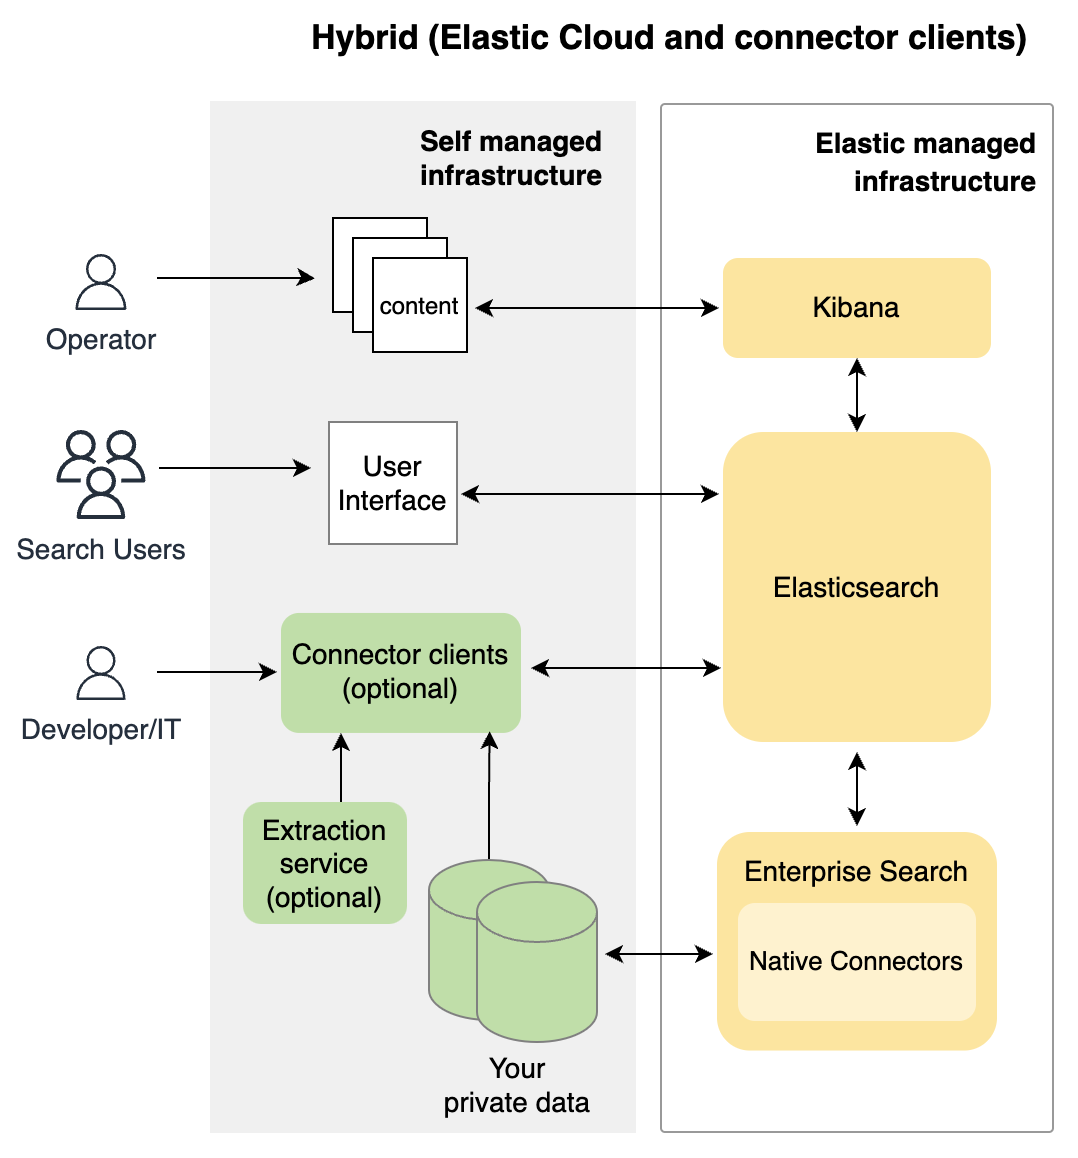 Hybrid (Elastic Cloud and connector clients)
Self managed
infrastructure
Elastic managed
infrastructure
Operator
content
Kibana
Search Users
User
Interface
Elasticsearch
Developer/IT
Connector clients
(optional)
Extraction
service
(optional)
Enterprise Search
Native Connectors
Your
private data